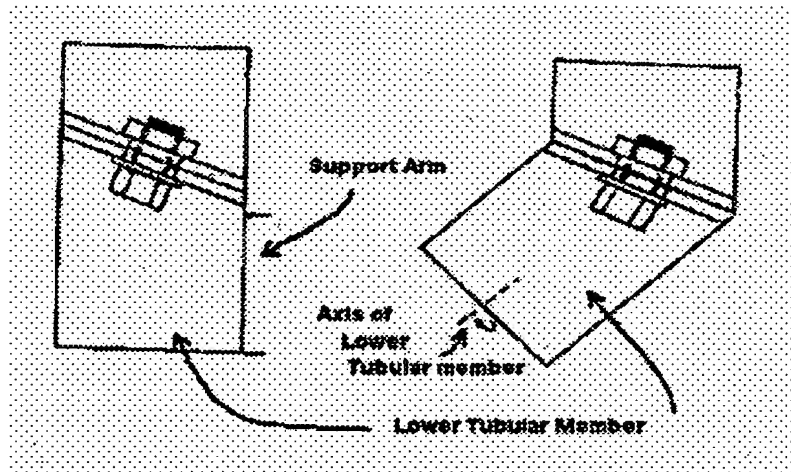 Support Arm
Axis of
Lower
Tubular member
Lower Tubular Member